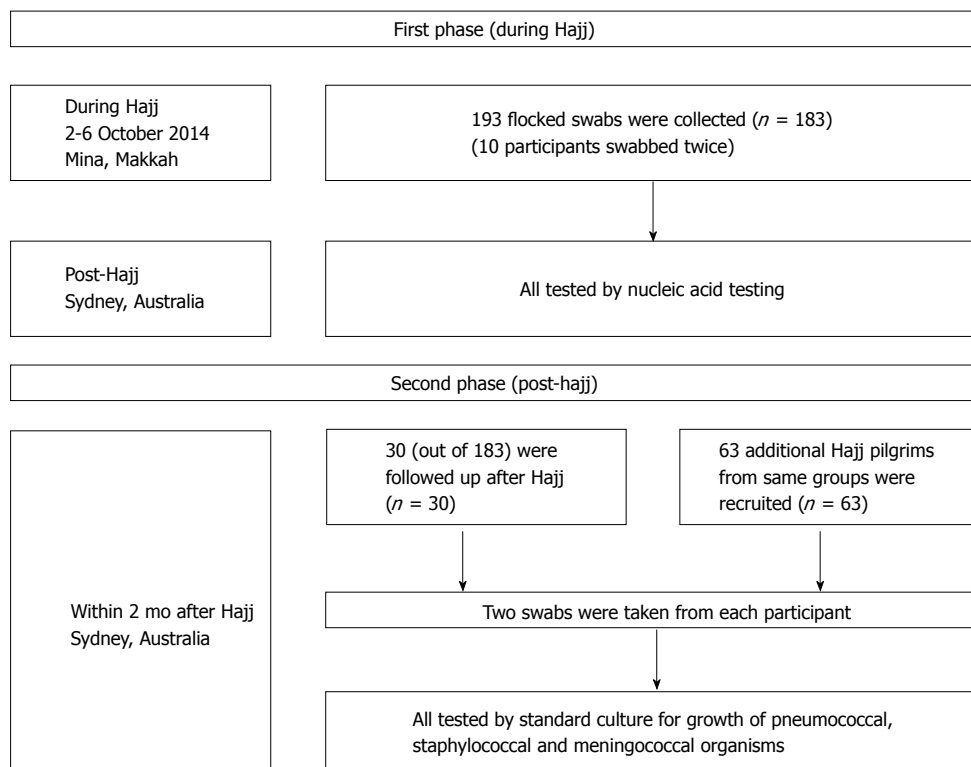 First phase (during Hajj)
During Hajj
2-6 October 2014
Mina, Makkah
193 flocked swabs were collected (n = 183)
(10 participants swabbed twice)
Post-Hajj
Sydney, Australia
All tested by nucleic acid testing
Second phase (post-hajj)
Within 2 mo after Hajj
Sydney, Australia
30 (out of 183) were
followed up after Hajj
(n = 30)
63 additional Hajj pilgrims
from same groups were
recruited (n = 63)
Two swabs were taken from each participant
All tested by standard culture for growth of pneumococcal,
staphylococcal and meningococcal organisms